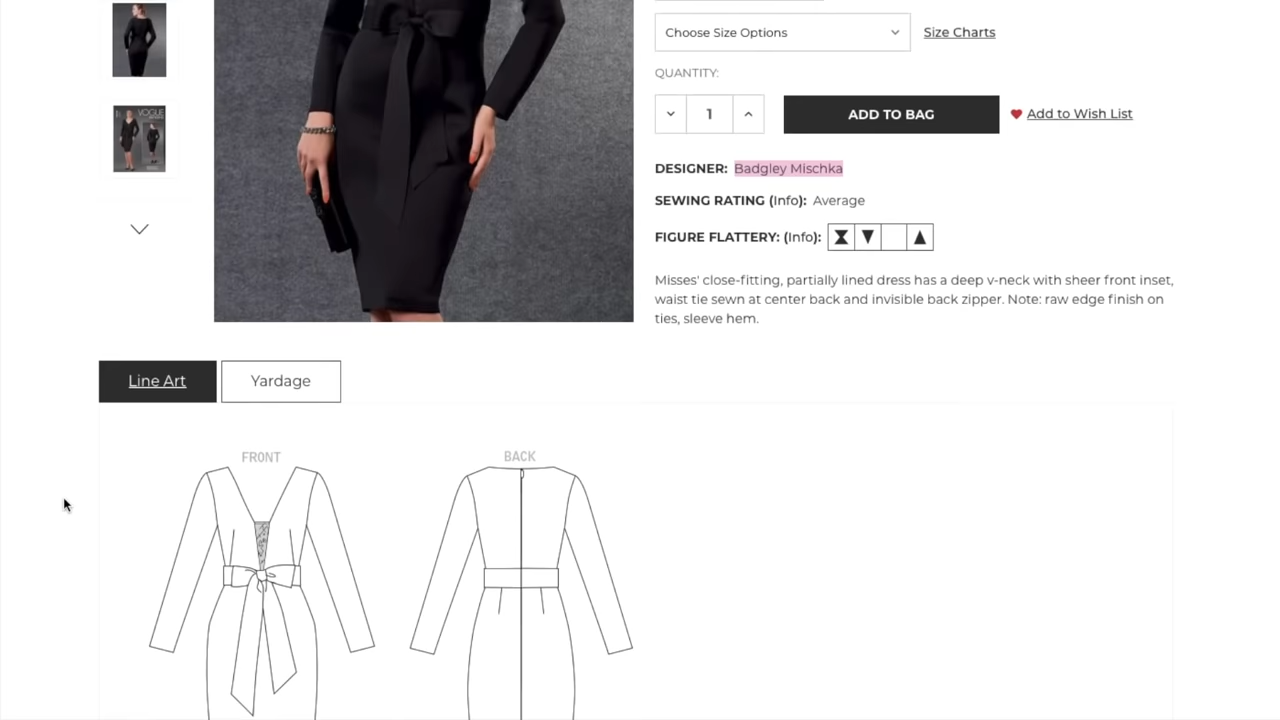 VOGUE
Choose Size Options
Size Charts
QUANTITY:
1
ADD TO BAG
Add to Wish List
DESIGNER: Badgley Mischka
SEWING RATING (Info): Average
FIGURE FLATTERY: (Info):
Misses' close-fitting, partially lined dress has a deep v-neck with sheer front inset,
waist tie sewn at center back and invisible back zipper. Note: raw edge finish on
ties, sleeve hem.
Line Art
Yardage
FRONT
BACK